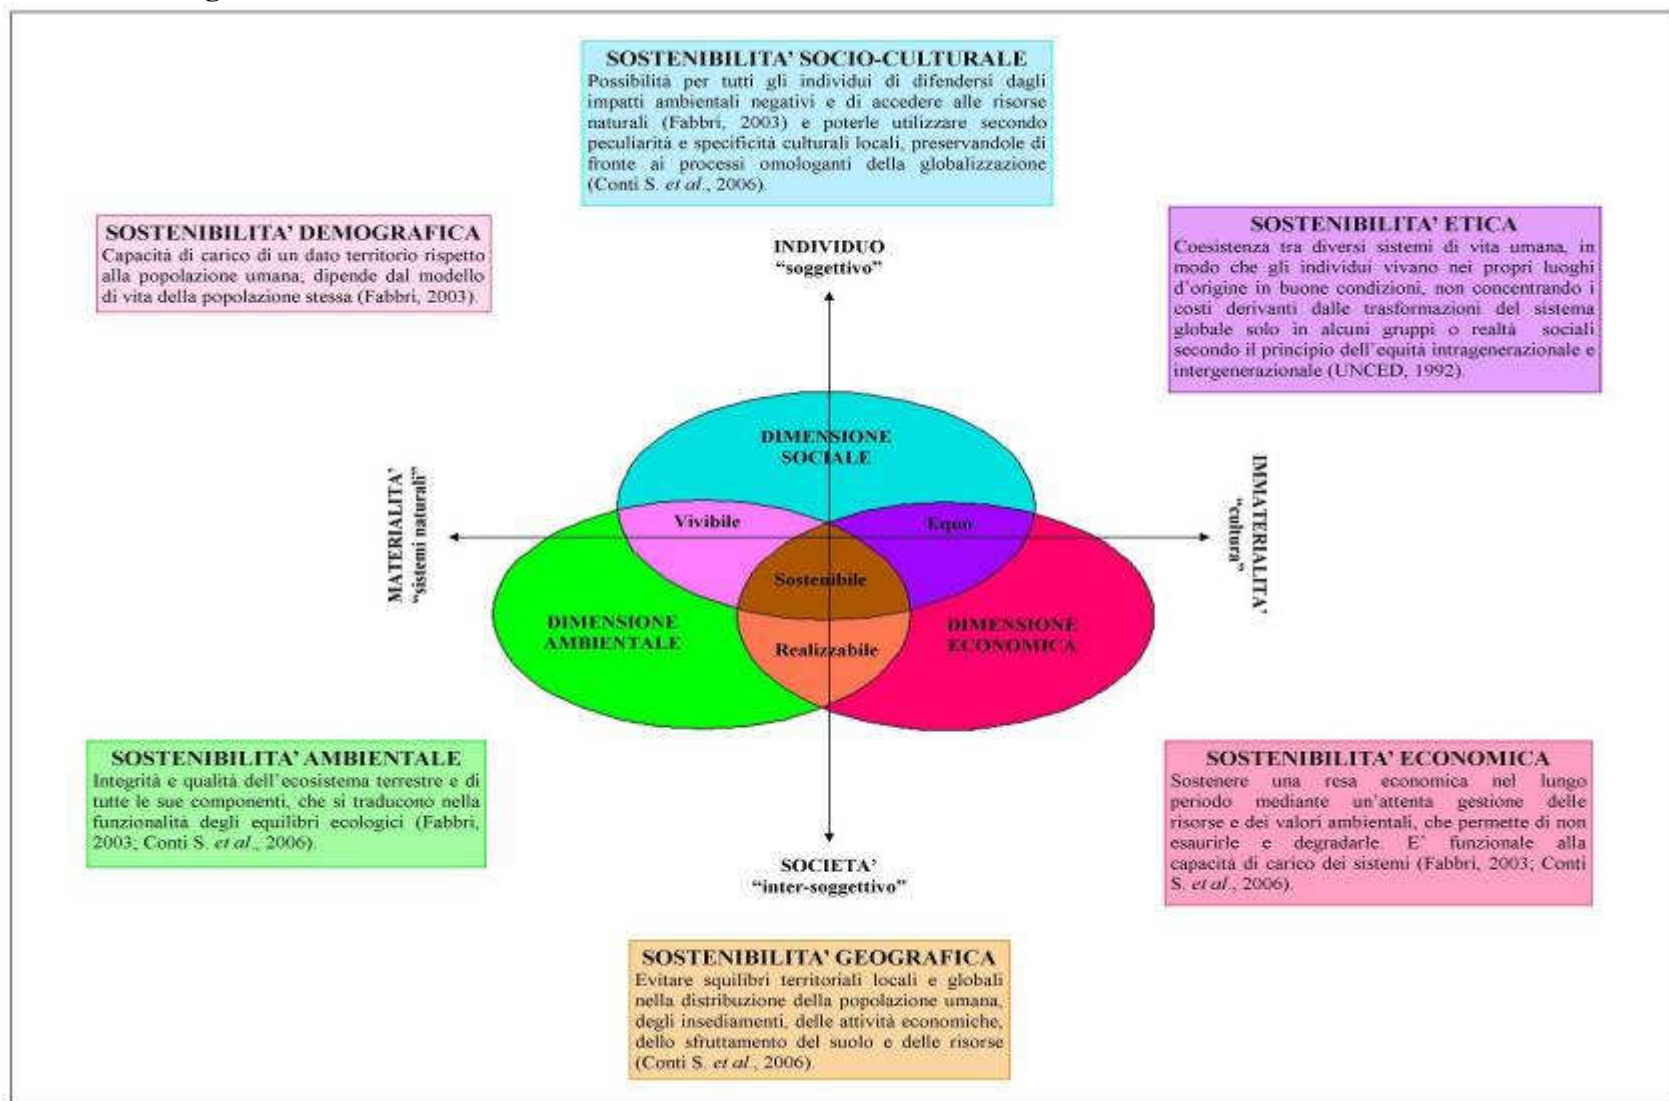 SOSTENIBILITA' SOCIO-CULTURALE
Possibilità per tutti gli individui di difendersi dagli
impatti ambientali negativi e di accedere alle risorse
naturali (Fabbri, 2003) e poterle utilizzare secondo
peculiarità e specificità culturali locali, preservandole di
fronte ai processi omologanti della globalizzazione
(Conti S. et al., 2006).
SOSTENIBILITA' DEMOGRAFICA
Capacità di carico di un dato territorio rispetto
alla popolazione umana, dipende dal modello
di vita della popolazione stessa (Fabbri, 2003).
INDIVIDUO
“soggettivo”
SOSTENIBILITA' ETICA
Coesistenza tra diversi sistemi di vita umana, in
modo che gli individui vivano nei propri luoghi
d'origine in buone condizioni, non concentrando i
costi derivanti dalle trasformazioni del sistema
globale solo in alcuni gruppi o realtà sociali
secondo il principio dell'equità intragenerazionale e
intergenerazionale (UNCED, 1992).
DIMENSIONE
SOCIALE
MATERIALITA'
“sistemi naturali”
Vivibile
Equo
IMMATERIALITA'
“cultura”
Sostenibile
DIMENSIONE
AMBIENTALE
Realizzabile
DIMENSIONE
ECONOMICA
SOSTENIBILITA' AMBIENTALE
Integrità e qualità dell'ecosistema terrestre e di
tutte le sue componenti, che si traducono nella
funzionalità degli equilibri ecologici (Fabbri,
2003; Conti S. et al., 2006).
SOCIETA'
“inter-soggettivo”
SOSTENIBILITA' ECONOMICA
Sostenere una resa economica nel lungo
periodo mediante un'attenta gestione delle
risorse e dei valori ambientali, che permette di non
esaurirle e degradarle. E' funzionale alla
capacità di carico dei sistemi (Fabbri, 2003; Conti
S. et al., 2006).
SOSTENIBILITA' GEOGRAFICA
Evitare squilibri territoriali locali e globali
nella distribuzione della popolazione umana,
degli insediamenti, delle attività economiche,
dello sfruttamento del suolo e delle risorse
(Conti S. et al., 2006).